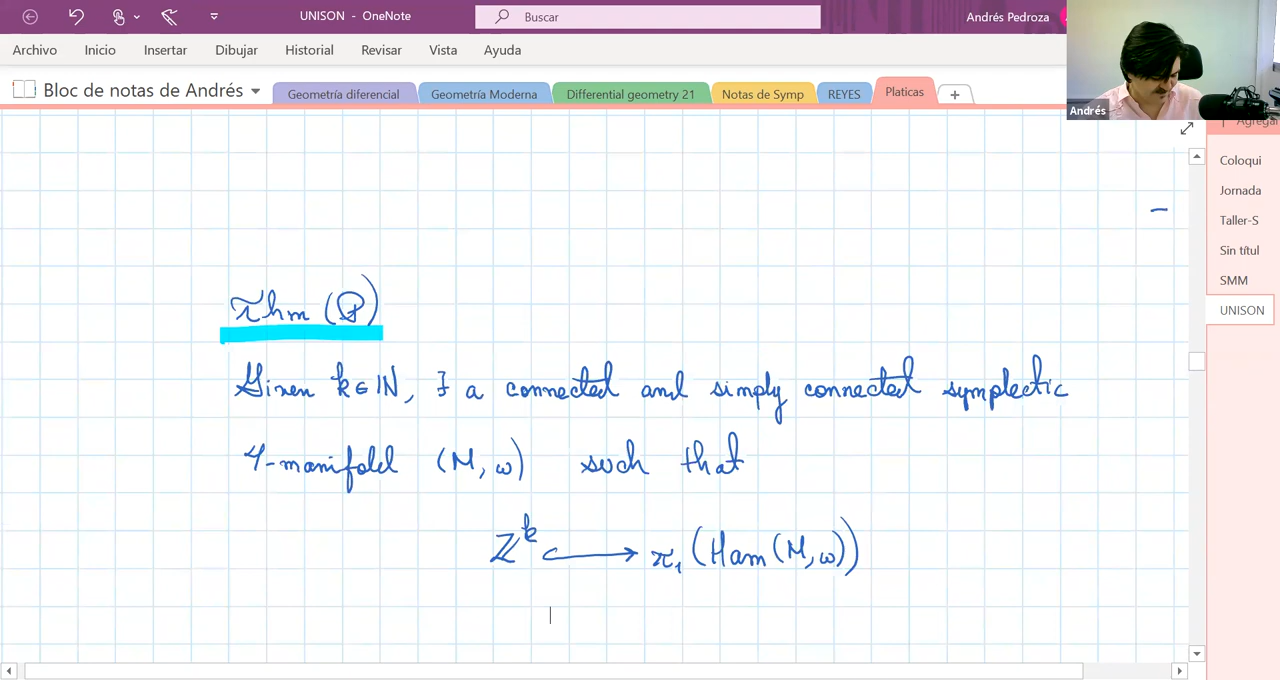 UNISON - OneNote
Buscar
Andrés Pedroza
Archivo Inicio Insertar Dibujar Historial Revisar Vista Ayuda
Bloc de notas de Andrés
Geometría diferencial
Geometría Moderna
Differential geometry 21
Notas de Symp
REYES
Platicas
Andrés
Agregar
Coloqui
Jornada
Taller-S
Sin títul
SMM
UNISON
Thm (P)
Given k ∈ ℕ, ∃ a connected and simply connected symplectic
4-manifold (M, ω) such that
ℤ^k ↪ π₁(Ham(M, ω))